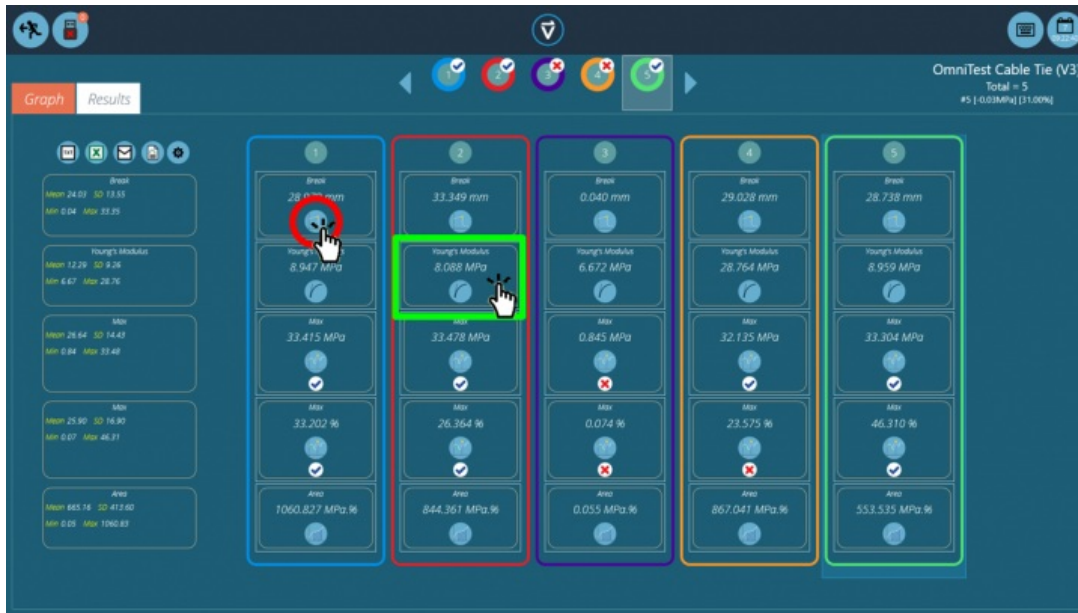 OmniTest Cable Tie (V3)
Total = 5
#5 [-0.03MPa] [31.00%]
1
2
3
4
5
Graph
Results
Break
Mean 24.03 SD 13.55
Min 0.04 Max 33.35
Young's Modulus
Mean 12.29 SD 9.26
Min 6.67 Max 28.76
Max
Mean 26.64 SD 14.43
Min 0.84 Max 33.48
Max
Mean 25.90 SD 16.90
Min 0.07 Max 46.31
Area
Mean 665.16 SD 413.60
Min 0.05 Max 1060.83
1
Break
mm
Young's Modulus
8.947 MPa
Max
33.415 MPa
Max
33.202 %
Area
1060.827 MPa.%
2
Break
33.349 mm
Young's Modulus
8.088 MPa
Max
33.478 MPa
Max
26.364 %
Area
844.361 MPa.%
3
Break
0.040 mm
Young's Modulus
6.672 MPa
Max
0.845 MPa
Max
0.074 %
Area
0.055 MPa.%
4
Break
29.028 mm
Young's Modulus
28.764 MPa
Max
32.135 MPa
Max
23.575 %
Area
867.041 MPa.%
5
Break
28.738 mm
Young's Modulus
8.959 MPa
Max
33.304 MPa
Max
46.310 %
Area
553.535 MPa.%